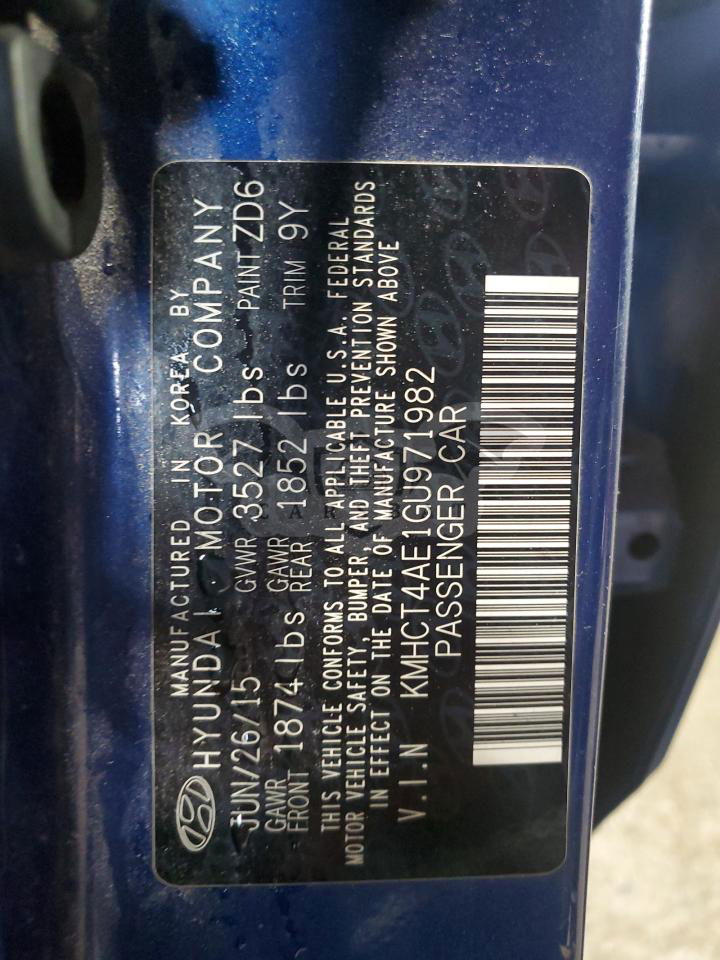 MANUFACTURED IN KOREA BY
HYUNDAI MOTOR COMPANY
JUN/26/15 GVWR 3527 lbs PAINT ZD6
GAWR FRONT 1874 lbs GAWR REAR 1852 lbs TRIM 9Y
THIS VEHICLE CONFORMS TO ALL APPLICABLE U.S.A. FEDERAL
MOTOR VEHICLE SAFETY, BUMPER, AND THEFT PREVENTION STANDARDS
IN EFFECT ON THE DATE OF MANUFACTURE SHOWN ABOVE
V.I.N KMHCT4AE1GU971982
PASSENGER CAR